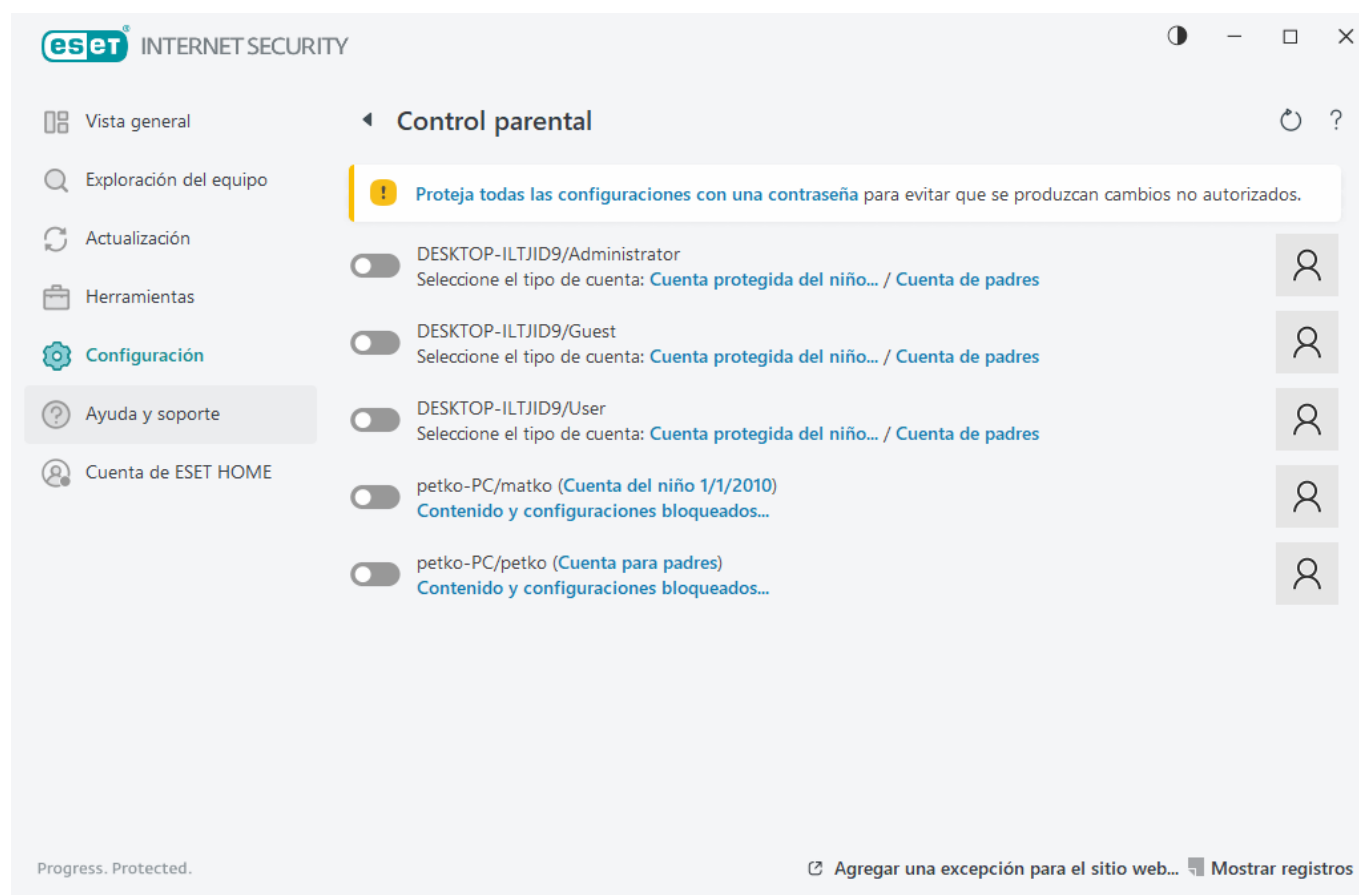 eset® INTERNET SECURITY
Vista general
Exploración del equipo
Actualización
Herramientas
Configuración
Ayuda y soporte
Cuenta de ESET HOME
Control parental
?
Proteja todas las configuraciones con una contraseña para evitar que se produzcan cambios no autorizados.
DESKTOP-ILTJID9/Administrator
Seleccione el tipo de cuenta: Cuenta protegida del niño... / Cuenta de padres
DESKTOP-ILTJID9/Guest
Seleccione el tipo de cuenta: Cuenta protegida del niño... / Cuenta de padres
DESKTOP-ILTJID9/User
Seleccione el tipo de cuenta: Cuenta protegida del niño... / Cuenta de padres
petko-PC/matko (Cuenta del niño 1/1/2010)
Contenido y configuraciones bloqueados...
petko-PC/petko (Cuenta para padres)
Contenido y configuraciones bloqueados...
Progress. Protected.
Agregar una excepción para el sitio web... Mostrar registros